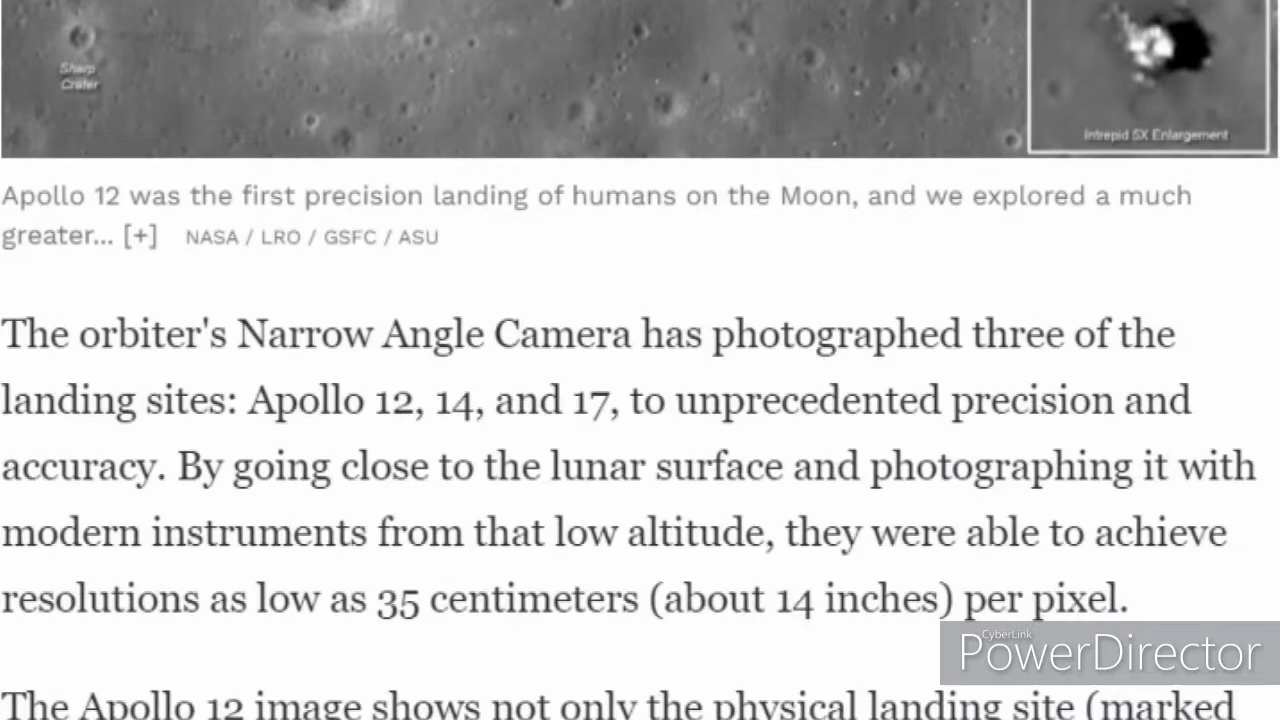 Sharp
Crater
Intrepid 5X Enlargement
Apollo 12 was the first precision landing of humans on the Moon, and we explored a much
greater... [+] NASA / LRO / GSFC / ASU
The orbiter's Narrow Angle Camera has photographed three of the
landing sites: Apollo 12, 14, and 17, to unprecedented precision and
accuracy. By going close to the lunar surface and photographing it with
modern instruments from that low altitude, they were able to achieve
resolutions as low as 35 centimeters (about 14 inches) per pixel.
CyberLink
PowerDirector
The Apollo 12 image shows not only the physical landing site (marked